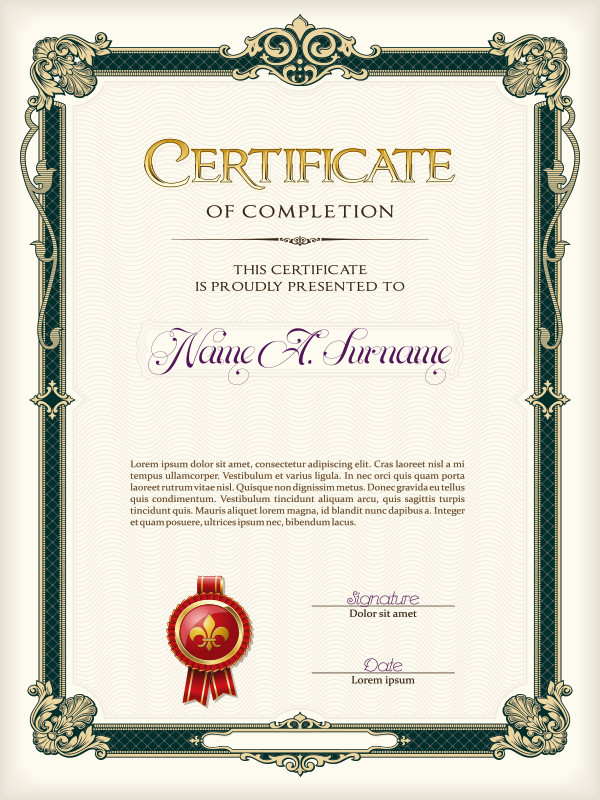 CERTIFICATE
OF COMPLETION
THIS CERTIFICATE
IS PROUDLY PRESENTED TO
Name A. Surname
Lorem ipsum dolor sit amet, consectetur adipiscing elit. Cras laoreet nisl a mi
tempus ullamcorper. Vestibulum et varius ligula. In nec orci quis quam porta
laoreet rutrum vitae nisl. Quisque non dignissim metus. Donec gravida eu tellus
quis condimentum. Vestibulum tincidunt aliquam arcu, quis sagittis turpis
tincidunt quis. Mauris aliquet lorem magna, id blandit nunc dapibus a. Integer
et quam posuere, ultrices ipsum nec, bibendum lacus.
Signature
Dolor sit amet
Date
Lorem ipsum